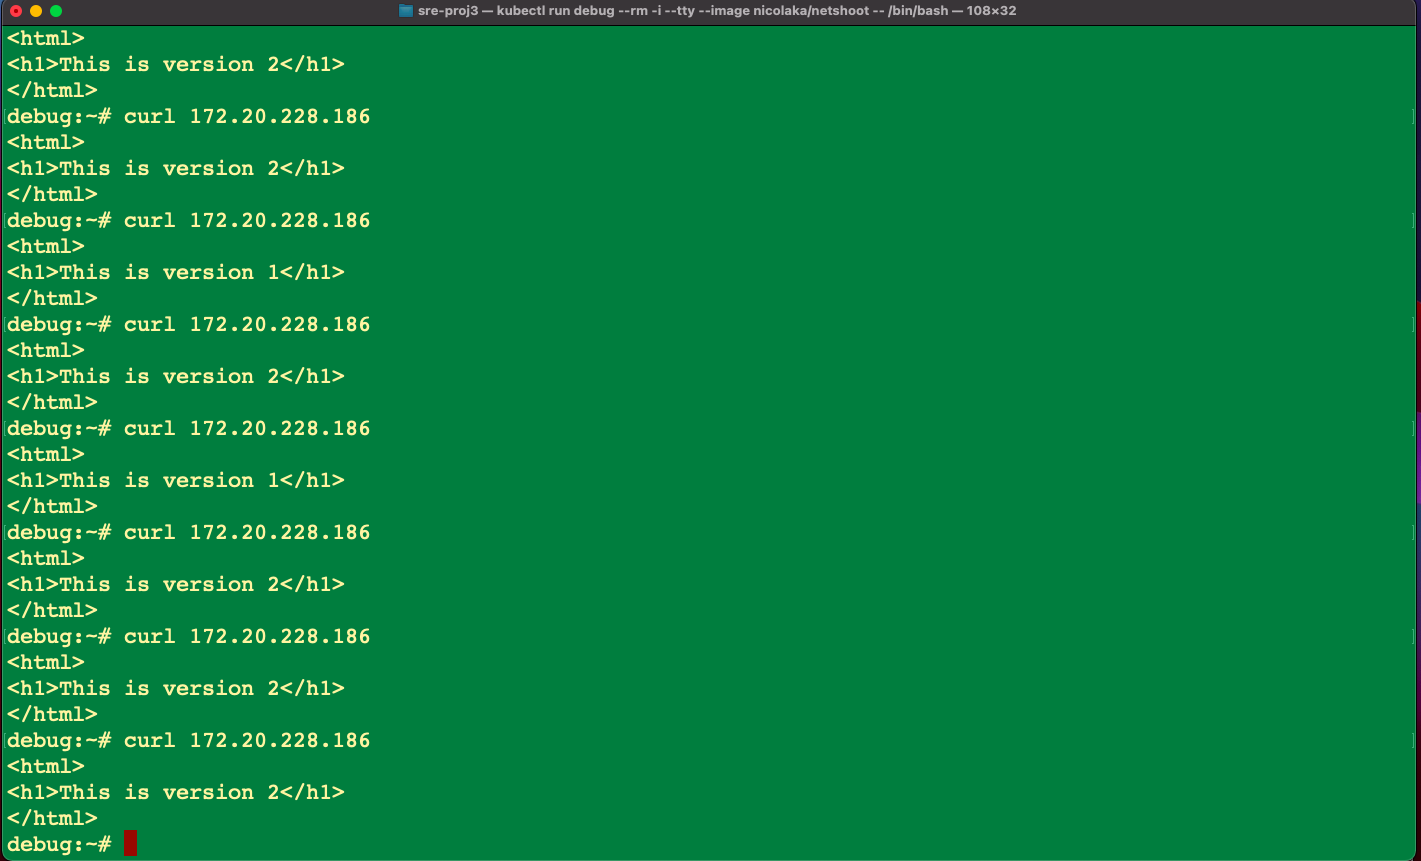 sre-proj3 — kubectl run debug --rm -i --tty --image nicolaka/netshoot -- /bin/bash — 108×32
<html>
<h1>This is version 2</h1>
</html>
debug:~# curl 172.20.228.186
<html>
<h1>This is version 2</h1>
</html>
debug:~# curl 172.20.228.186
<html>
<h1>This is version 1</h1>
</html>
debug:~# curl 172.20.228.186
<html>
<h1>This is version 2</h1>
</html>
debug:~# curl 172.20.228.186
<html>
<h1>This is version 1</h1>
</html>
debug:~# curl 172.20.228.186
<html>
<h1>This is version 2</h1>
</html>
debug:~# curl 172.20.228.186
<html>
<h1>This is version 2</h1>
</html>
debug:~# curl 172.20.228.186
<html>
<h1>This is version 2</h1>
</html>
debug:~#